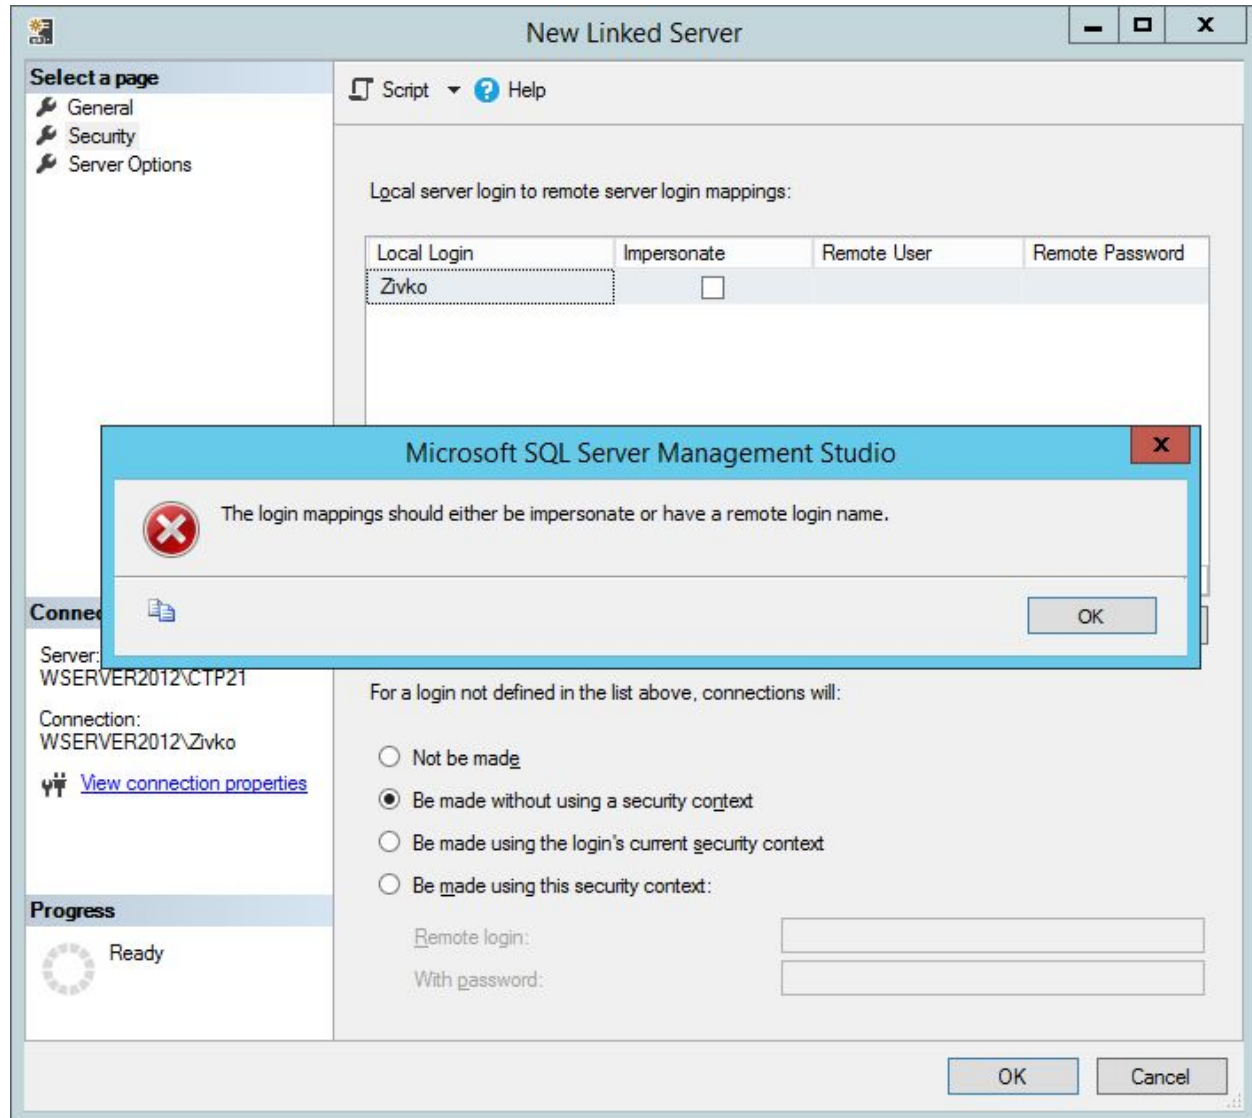 New Linked Server
Select a page
General
Security
Server Options
Script
Help
Local server login to remote server login mappings:
Local Login Impersonate Remote User Remote Password
Zivko
Microsoft SQL Server Management Studio
The login mappings should either be impersonate or have a remote login name.
OK
Connec
Server:
WSERVER2012\CTP21
Connection:
WSERVER2012\Zivko
View connection properties
For a login not defined in the list above, connections will:
Not be made
Be made without using a security context
Be made using the login's current security context
Be made using this security context:
Remote login:
With password:
Progress
Ready
OK
Cancel